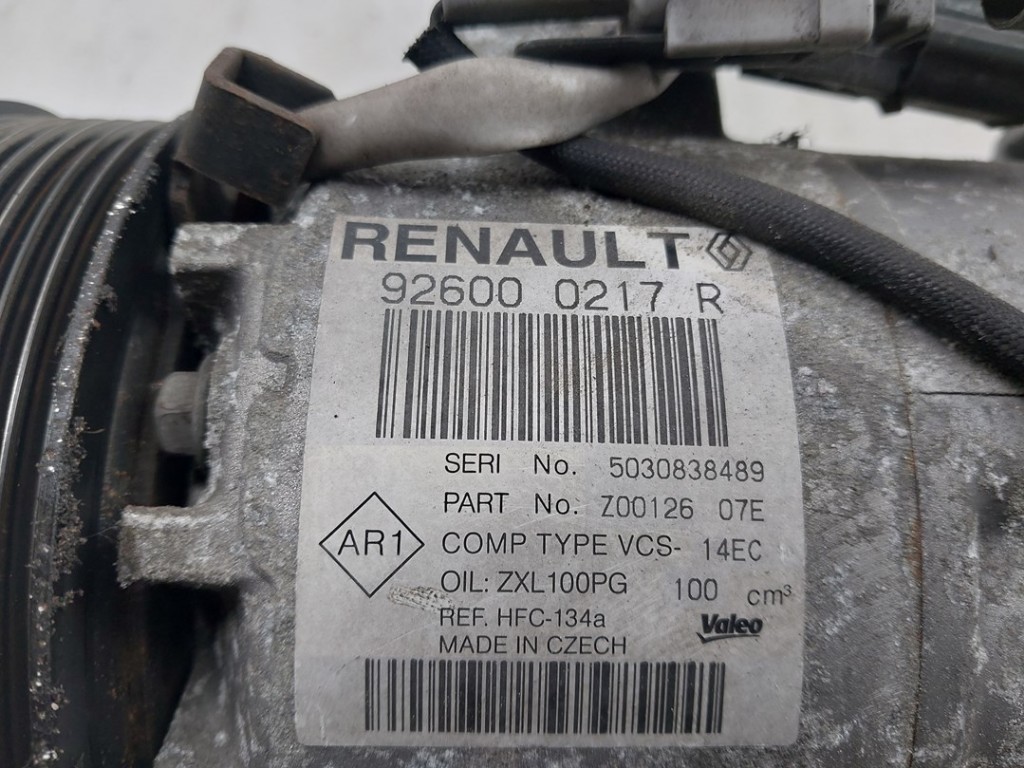 RENAULT
92600 0217 R
SERI No. 5030838489
PART No. Z00126 07E
AR1
COMP TYPE VCS- 14EC
OIL: ZXL100PG 100 cm³
REF. HFC-134a
Valeo
MADE IN CZECH